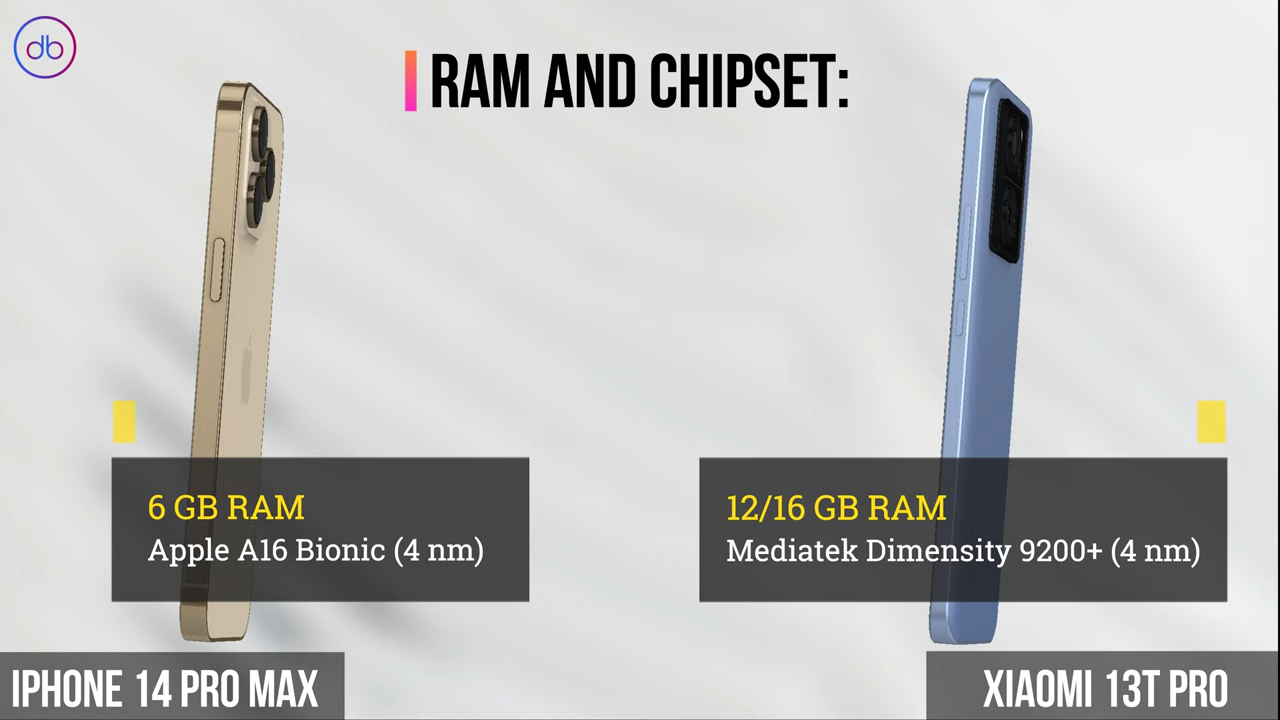 db
RAM AND CHIPSET:
6 GB RAM
Apple A16 Bionic (4 nm)
12/16 GB RAM
Mediatek Dimensity 9200+ (4 nm)
IPHONE 14 PRO MAX
XIAOMI 13T PRO